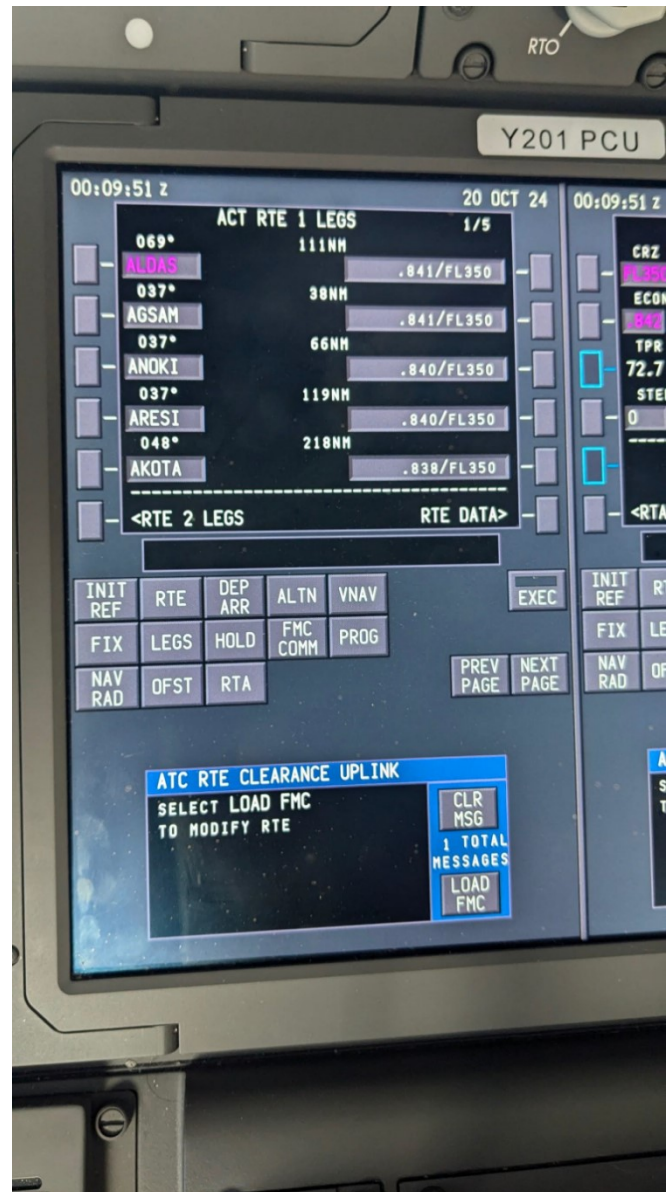 RTO
Y201 PCU
00:09:51 z
20 OCT 24
ACT RTE 1 LEGS
1/5
069°
111NM
ALDAS
.841/FL350
037°
38NM
AGSAM
.841/FL350
037°
66NM
ANOKI
.840/FL350
037°
119NM
ARESI
.840/FL350
048°
218NM
AKOTA
.838/FL350
<RTE 2 LEGS
RTE DATA>
INIT
REF
RTE
DEP
ARR
ALTN
VNAV
EXEC
FIX
LEGS
HOLD
FMC
COMM
PROG
NAV
RAD
OFST
RTA
PREV
PAGE
NEXT
PAGE
ATC RTE CLEARANCE UPLINK
SELECT LOAD FMC
TO MODIFY RTE
CLR
MSG
1 TOTAL
MESSAGES
LOAD
FMC
00:09:51 z
CRZ
FL350
ECON
.842
TPR
72.7
STE
0
<RTA
INIT
REF
R
FIX
LE
NAV
RAD
OF
A
S
T